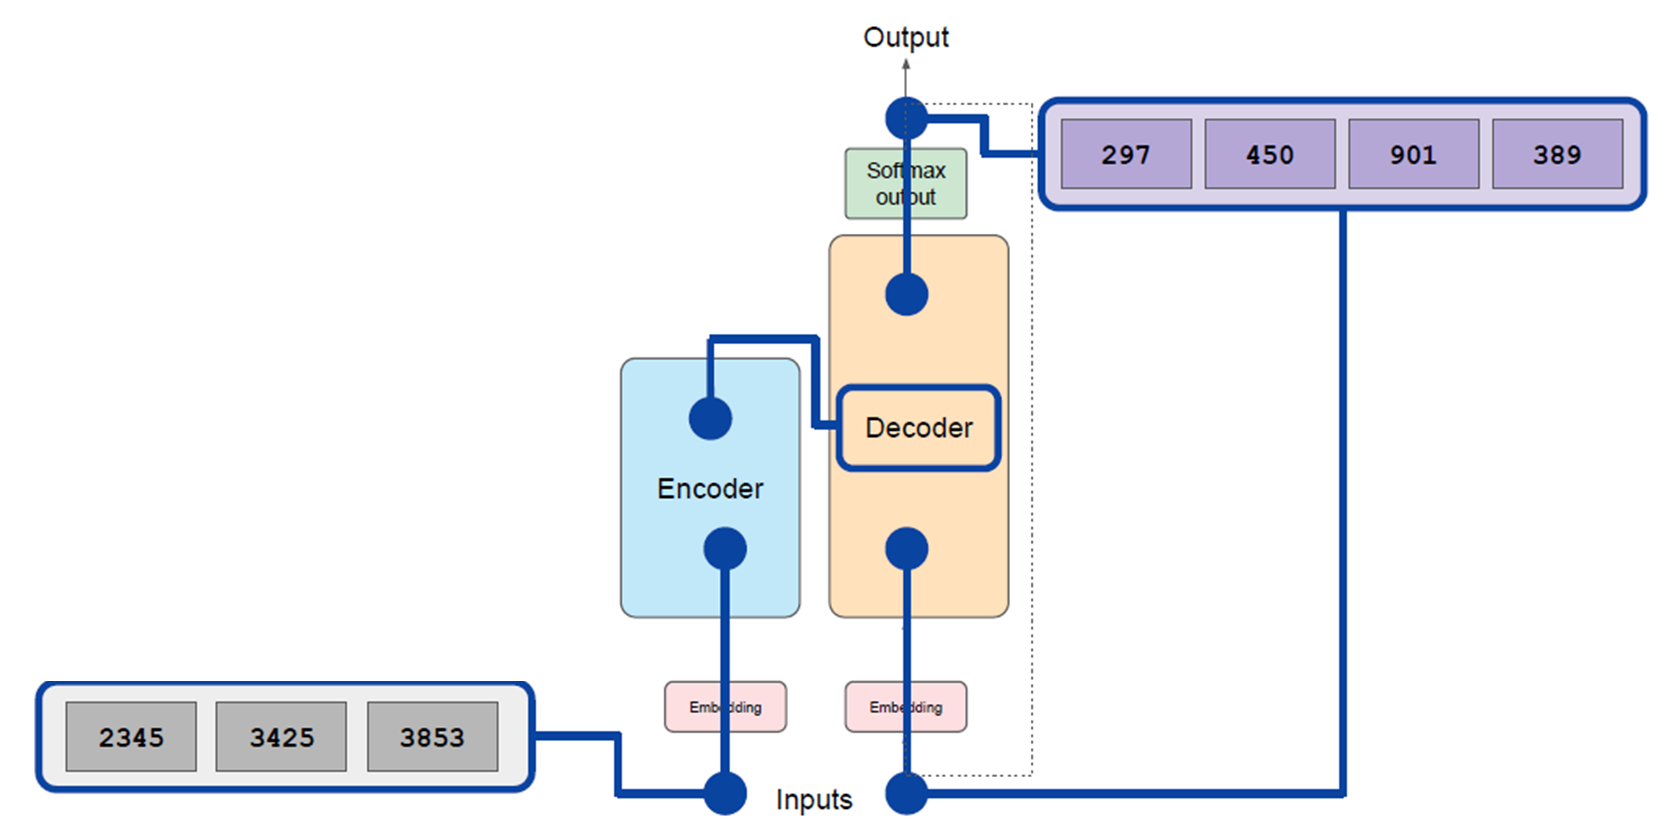 Output
Softmax
output
297 450 901 389
Decoder
Encoder
Embedding Embedding
2345 3425 3853
Inputs